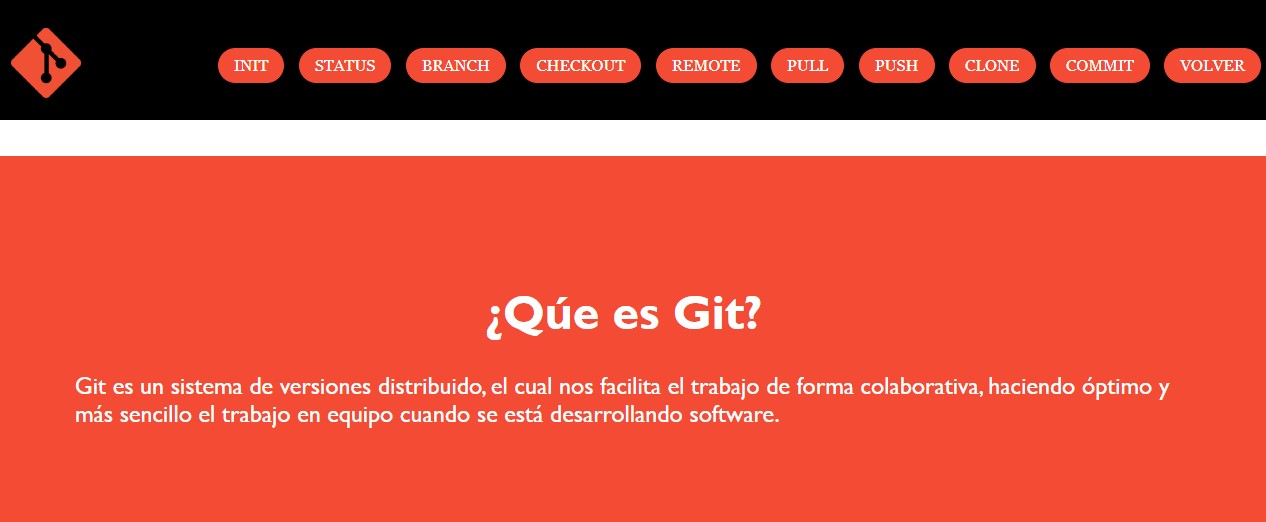 INIT STATUS BRANCH CHECKOUT REMOTE PULL PUSH CLONE COMMIT VOLVER
¿Qúe es Git?
Git es un sistema de versiones distribuido, el cual nos facilita el trabajo de forma colaborativa, haciendo óptimo y
más sencillo el trabajo en equipo cuando se está desarrollando software.